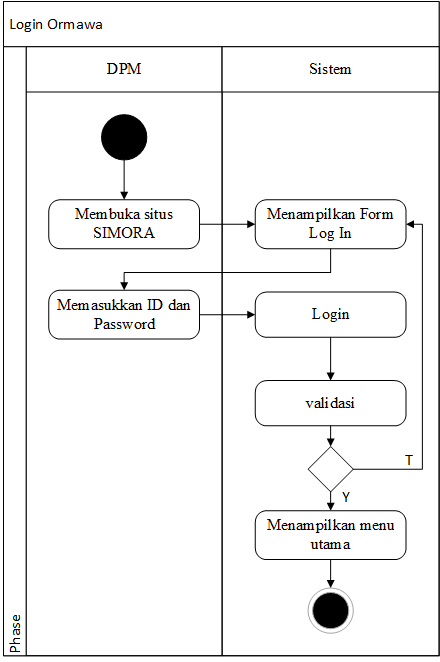 Login Ormawa
DPM
Sistem
Membuka situs
SIMORA
Menampilkan Form
Log In
Memasukkan ID dan
Password
Login
validasi
T
Y
Menampilkan menu
utama
Phase